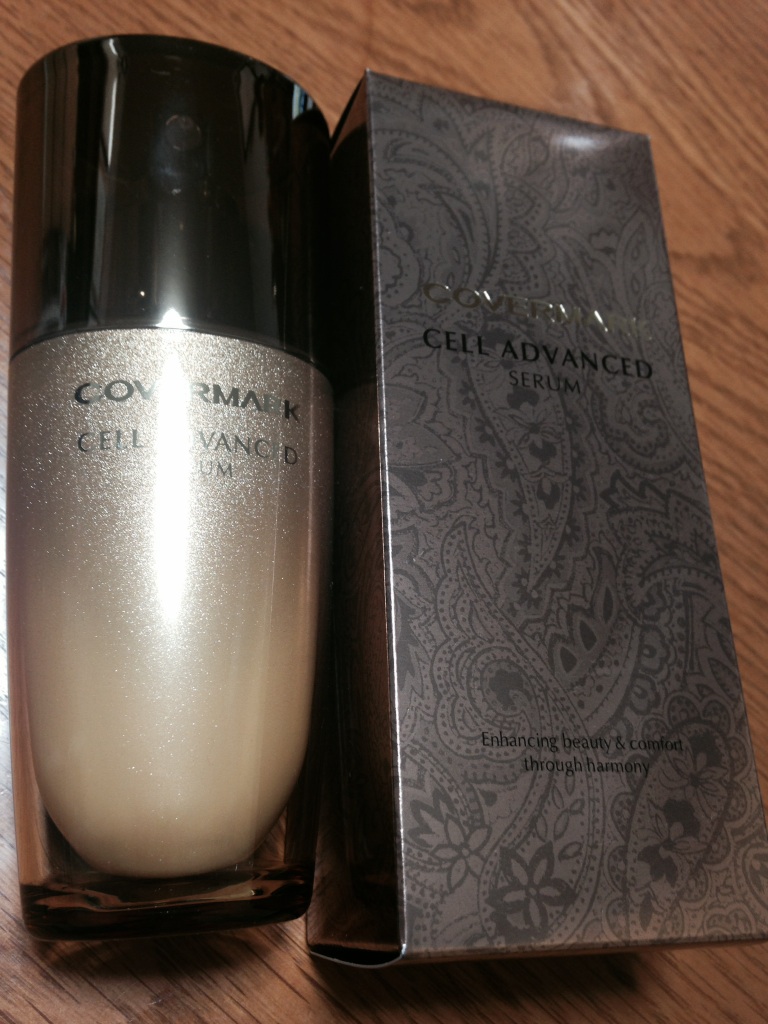 COVERMARK
CELL ADVANCED
SERUM
COVERMARK
CELL ADVANCED
SERUM
Enhancing beauty & comfort
through harmony